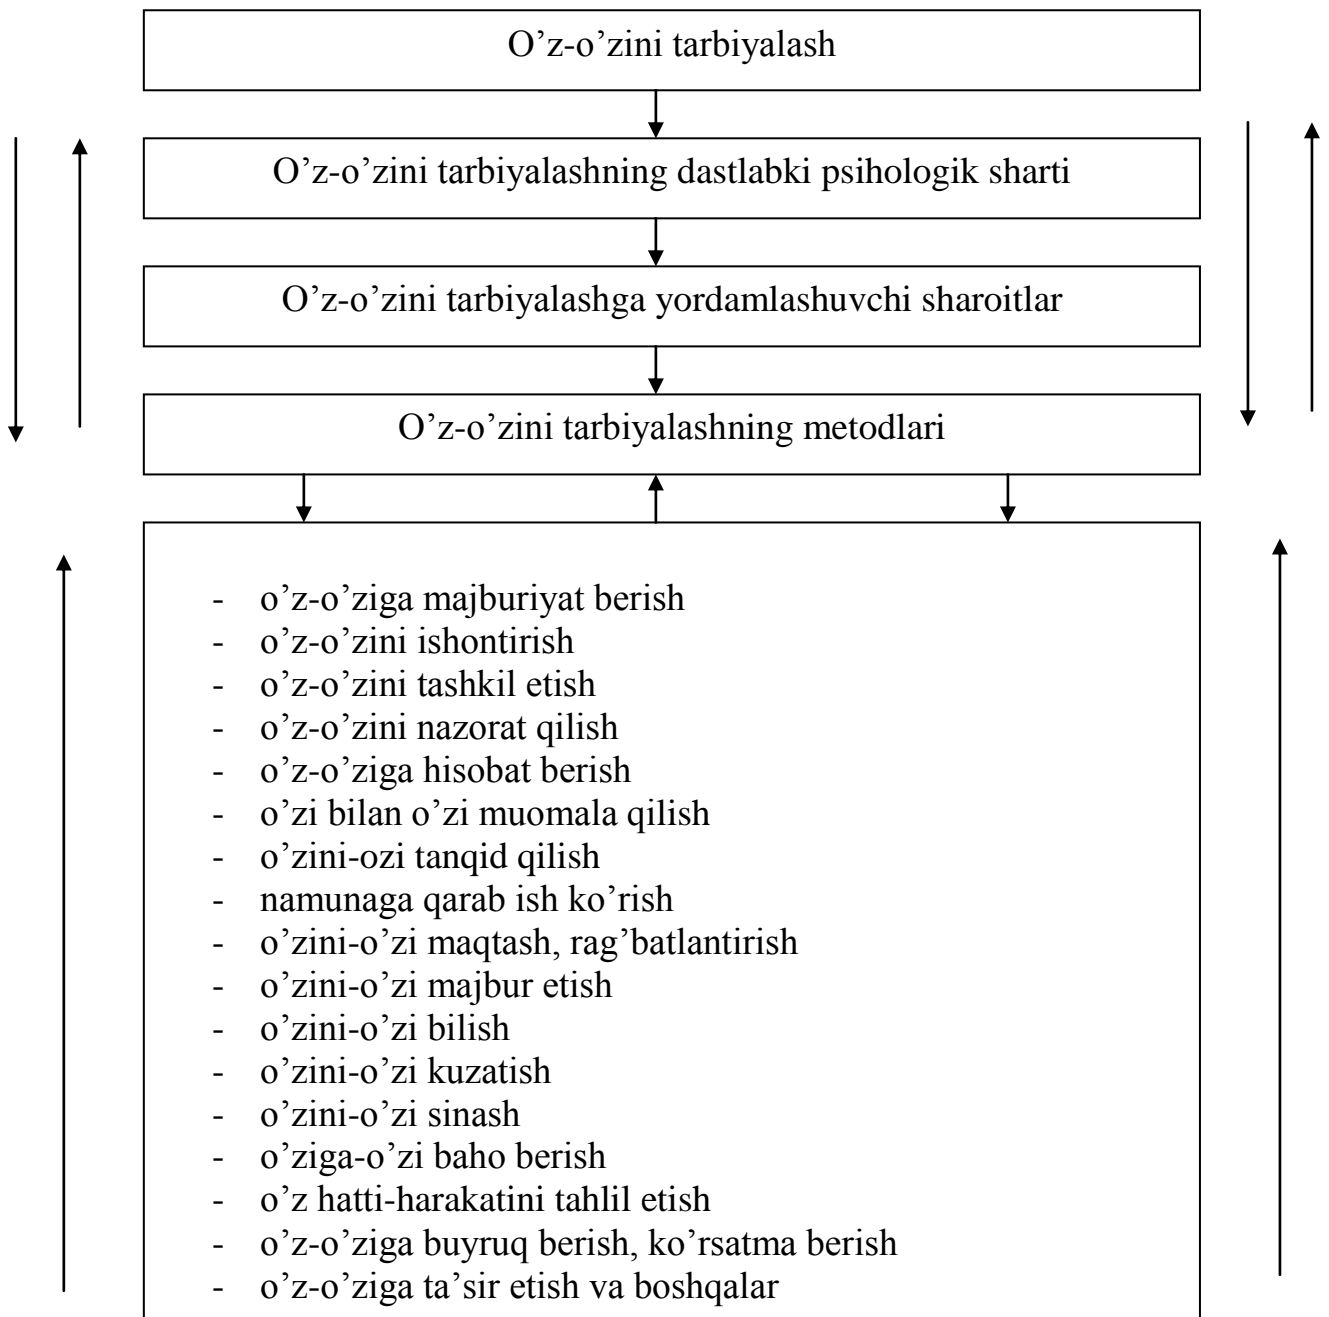 O’z-o’zini tarbiyalash
O’z-o’zini tarbiyalashning dastlabki psihologik sharti
O’z-o’zini tarbiyalashga yordamlashuvchi sharoitlar
O’z-o’zini tarbiyalashning metodlari
- o’z-o’ziga majburiyat berish
- o’z-o’zini ishontirish
- o’z-o’zini tashkil etish
- o’z-o’zini nazorat qilish
- o’z-o’ziga hisobat berish
- o’zi bilan o’zi muomala qilish
- o’zini-ozi tanqid qilish
- namunaga qarab ish ko’rish
- o’zini-o’zi maqtash, rag’batlantirish
- o’zini-o’zi majbur etish
- o’zini-o’zi bilish
- o’zini-o’zi kuzatish
- o’zini-o’zi sinash
- o’ziga-o’zi baho berish
- o’z hatti-harakatini tahlil etish
- o’z-o’ziga buyruq berish, ko’rsatma berish
- o’z-o’ziga ta’sir etish va boshqalar